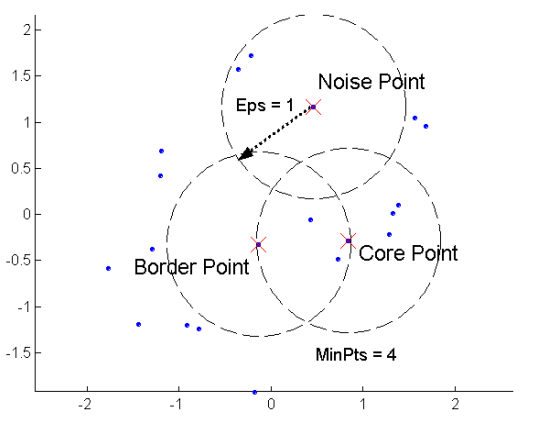 2
1.5
Noise Point
Eps = 1
1
0.5
0
-0.5
Border Point
Core Point
-1
-1.5
MinPts = 4
-2
-1
0
1
2